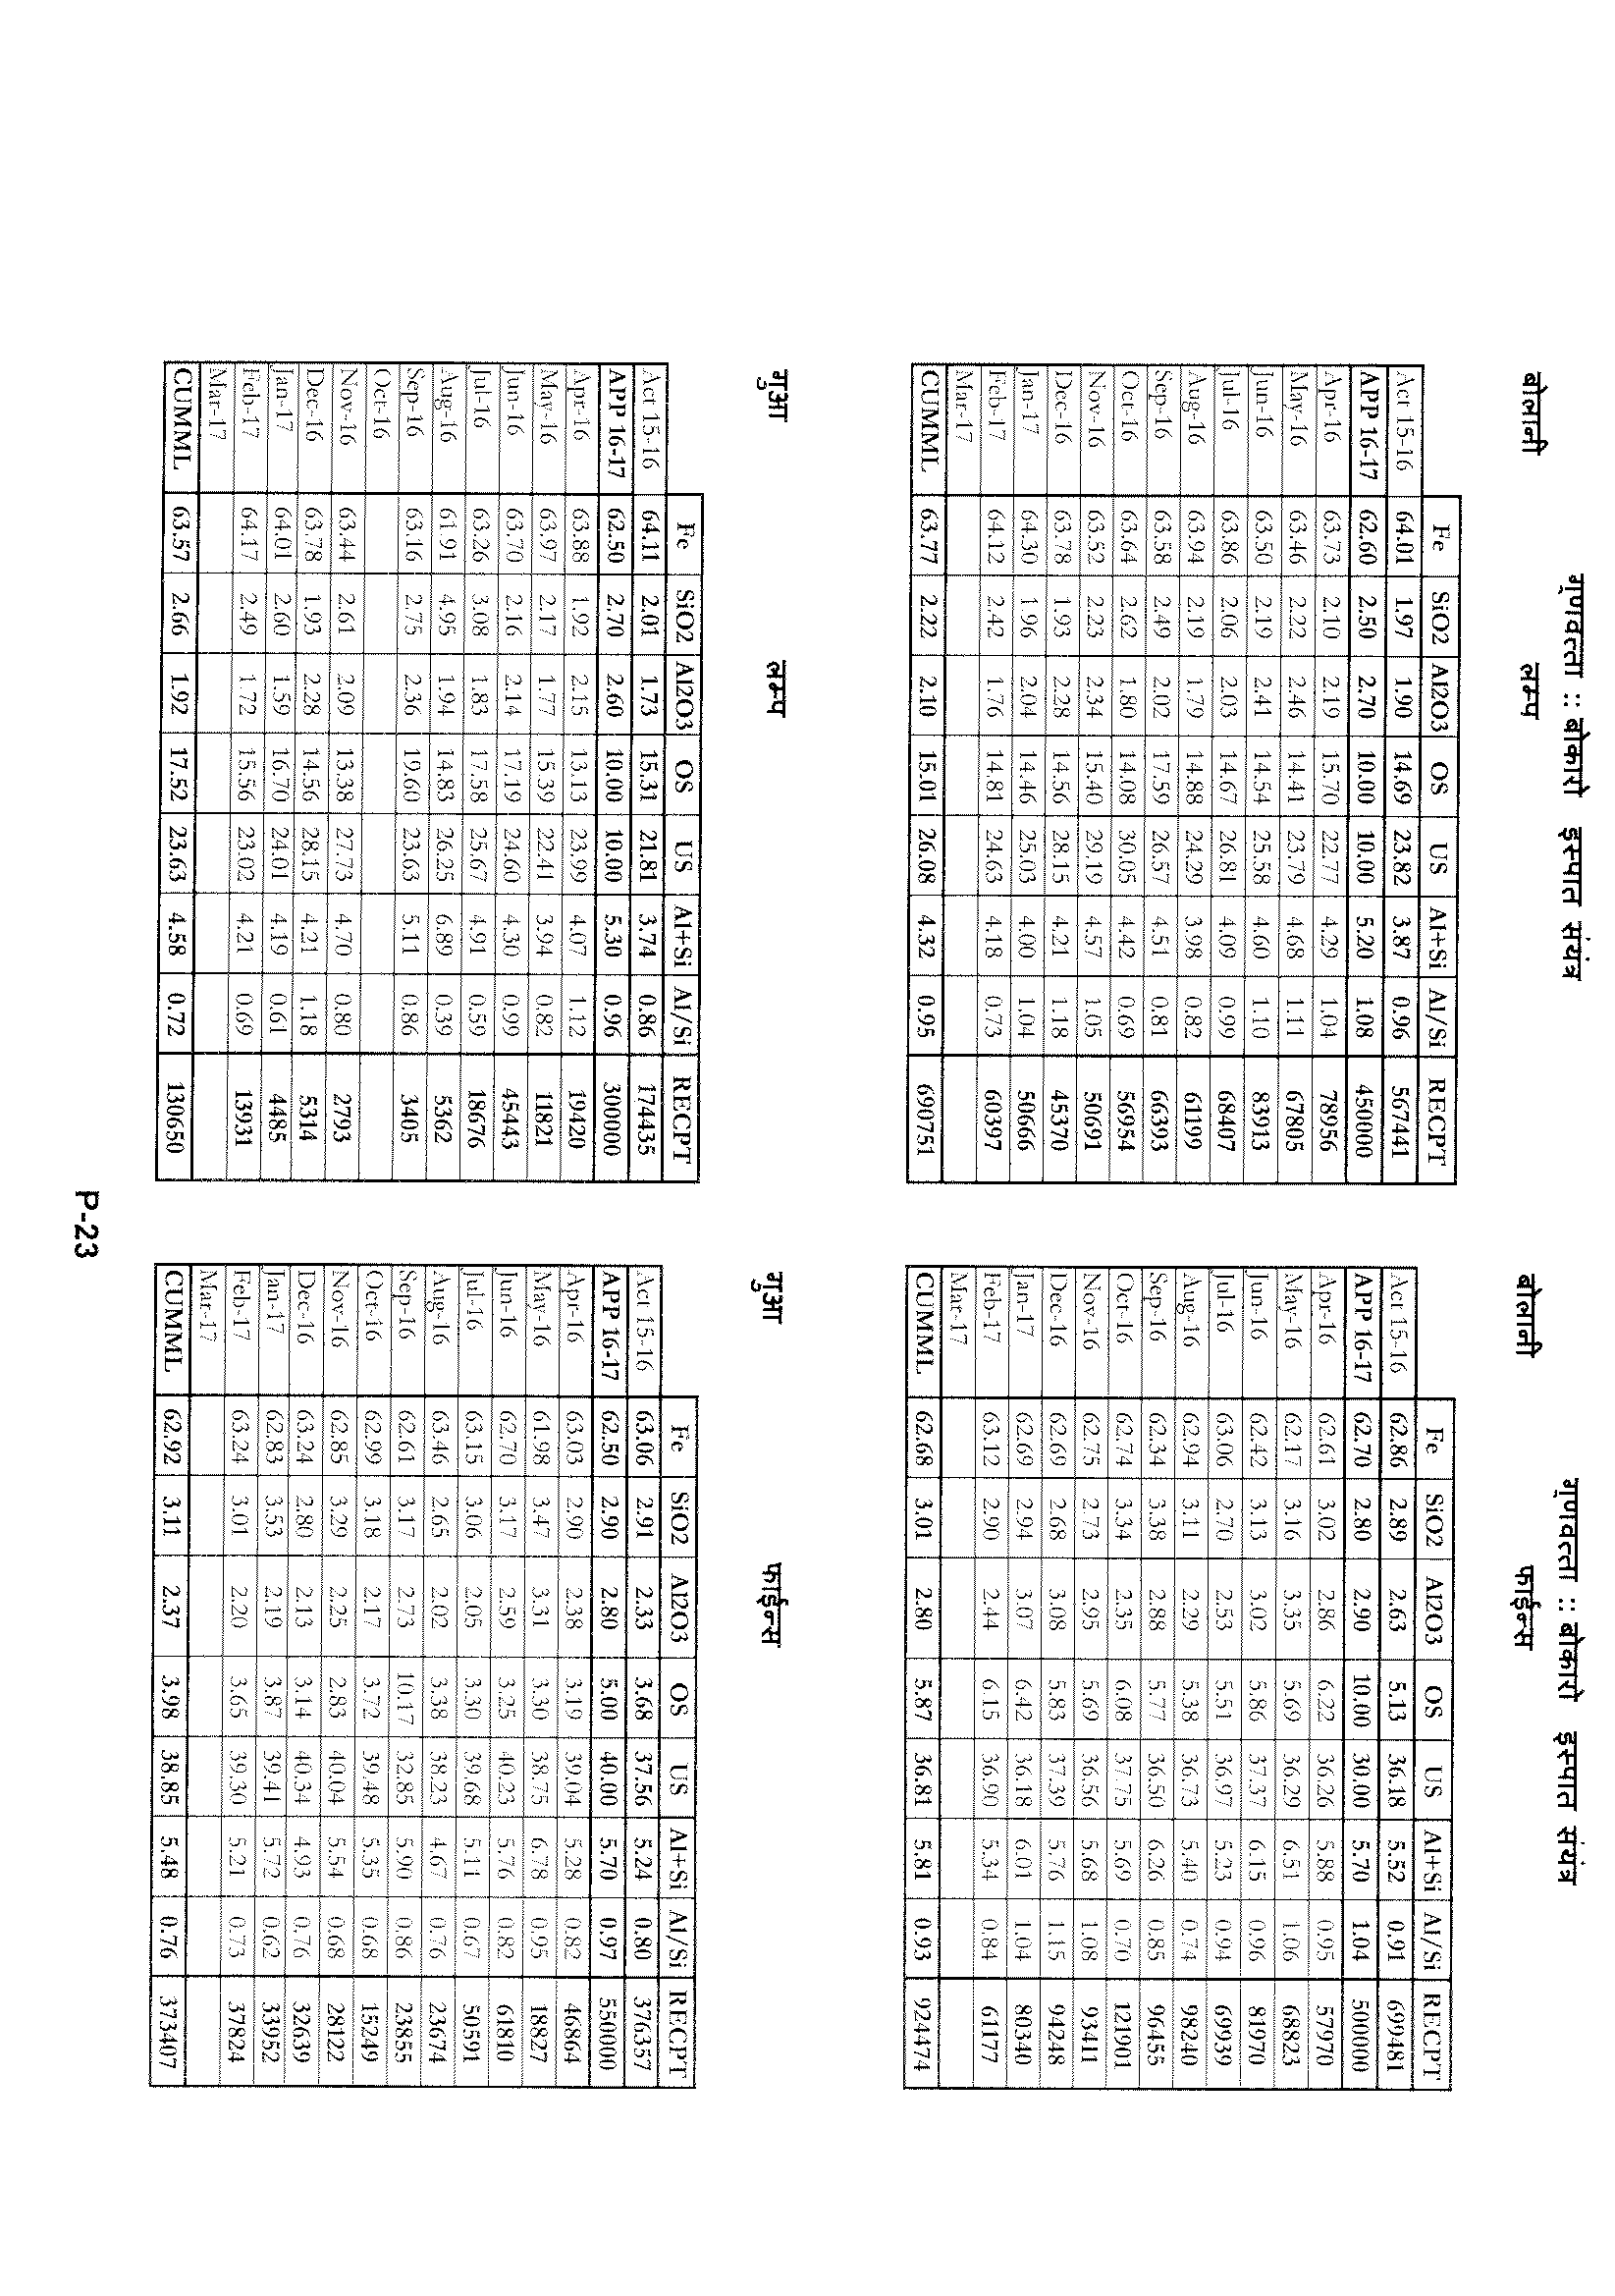 गुणवत्ता :: बोकारो इस्पात संयंत्र
बोलानी लम्प
Fe SiO2 Al2O3 OS US Al+Si Al/Si RECPT
Act 15-16 64.01 1.97 1.90 14.69 23.82 3.87 0.96 567441
APP 16-17 62.60 2.50 2.70 10.00 10.00 5.20 1.08 450000
Apr-16 63.73 2.10 2.19 15.70 22.77 4.29 1.04 78956
May-16 63.46 2.22 2.46 14.41 23.79 4.68 1.11 67805
Jun-16 63.50 2.19 2.41 14.54 25.58 4.60 1.10 83913
Jul-16 63.86 2.06 2.03 14.67 26.81 4.09 0.99 68407
Aug-16 63.94 2.19 1.79 14.88 24.29 3.98 0.82 61199
Sep-16 63.58 2.49 2.02 17.59 26.57 4.51 0.81 66393
Oct-16 63.64 2.62 1.80 14.08 30.05 4.42 0.69 56954
Nov-16 63.52 2.23 2.34 15.40 29.19 4.57 1.05 50691
Dec-16 63.78 1.93 2.28 14.56 28.15 4.21 1.18 45370
Jan-17 64.30 1.96 2.04 14.46 25.03 4.00 1.04 50666
Feb-17 64.12 2.42 1.76 14.81 24.63 4.18 0.73 60397
Mar-17
CUMML 63.77 2.22 2.10 15.01 26.08 4.32 0.95 690751
गुणवत्ता :: बोकारो इस्पात संयंत्र
बोलानी फाईन्स
Fe SiO2 Al2O3 OS US Al+Si Al/Si RECPT
Act 15-16 62.86 2.89 2.63 5.13 36.18 5.52 0.91 699481
APP 16-17 62.70 2.80 2.90 10.00 30.00 5.70 1.04 500000
Apr-16 62.61 3.02 2.86 6.22 36.26 5.88 0.95 57970
May-16 62.17 3.16 3.35 5.69 36.29 6.51 1.06 68823
Jun-16 62.42 3.13 3.02 5.86 37.37 6.15 0.96 81970
Jul-16 63.06 2.70 2.53 5.51 36.97 5.23 0.94 69939
Aug-16 62.94 3.11 2.29 5.38 36.73 5.40 0.74 98240
Sep-16 62.34 3.38 2.88 5.77 36.50 6.26 0.85 96455
Oct-16 62.74 3.34 2.35 6.08 37.75 5.69 0.70 121901
Nov-16 62.75 2.73 2.95 5.69 36.56 5.68 1.08 93411
Dec-16 62.69 2.68 3.08 5.83 37.39 5.76 1.15 94248
Jan-17 62.69 2.94 3.07 6.42 36.18 6.01 1.04 80340
Feb-17 63.12 2.90 2.44 6.15 36.90 5.34 0.84 61177
Mar-17
CUMML 62.68 3.01 2.80 5.87 36.81 5.81 0.93 924474
गुआ लम्प
Fe SiO2 Al2O3 OS US Al+Si Al/Si RECPT
Act 15-16 64.11 2.01 1.73 15.31 21.81 3.74 0.86 174435
APP 16-17 62.50 2.70 2.60 10.00 10.00 5.30 0.96 300000
Apr-16 63.88 1.92 2.15 13.13 23.99 4.07 1.12 19420
May-16 63.97 2.17 1.77 15.39 22.41 3.94 0.82 11821
Jun-16 63.70 2.16 2.14 17.19 24.60 4.30 0.99 45443
Jul-16 63.26 3.08 1.83 17.58 25.67 4.91 0.59 18676
Aug-16 61.91 4.95 1.94 14.83 26.25 6.89 0.39 5362
Sep-16 63.16 2.75 2.36 19.60 23.63 5.11 0.86 3405
Oct-16
Nov-16 63.44 2.61 2.09 13.38 27.73 4.70 0.80 2793
Dec-16 63.78 1.93 2.28 14.56 28.15 4.21 1.18 5314
Jan-17 64.01 2.60 1.59 16.70 24.01 4.19 0.61 4485
Feb-17 64.17 2.49 1.72 15.56 23.02 4.21 0.69 13931
Mar-17
CUMML 63.57 2.66 1.92 17.52 23.63 4.58 0.72 130650
गुआ फाईन्स
Fe SiO2 Al2O3 OS US Al+Si Al/Si RECPT
Act 15-16 63.06 2.91 2.33 3.68 37.56 5.24 0.80 376357
APP 16-17 62.50 2.90 2.80 5.00 40.00 5.70 0.97 550000
Apr-16 63.03 2.90 2.38 3.19 39.04 5.28 0.82 46864
May-16 61.98 3.47 3.31 3.30 38.75 6.78 0.95 18827
Jun-16 62.70 3.17 2.59 3.25 40.23 5.76 0.82 61810
Jul-16 63.15 3.06 2.05 3.30 39.68 5.11 0.67 50591
Aug-16 63.46 2.65 2.02 3.38 38.23 4.67 0.76 23674
Sep-16 62.61 3.17 2.73 10.17 32.85 5.90 0.86 23855
Oct-16 62.99 3.18 2.17 3.72 39.48 5.35 0.68 15249
Nov-16 62.85 3.29 2.25 2.83 40.04 5.54 0.68 28122
Dec-16 63.24 2.80 2.13 3.14 40.34 4.93 0.76 32639
Jan-17 62.83 3.53 2.19 3.87 39.41 5.72 0.62 33952
Feb-17 63.24 3.01 2.20 3.65 39.30 5.21 0.73 37824
Mar-17
CUMML 62.92 3.11 2.37 3.98 38.85 5.48 0.76 373407
P-23